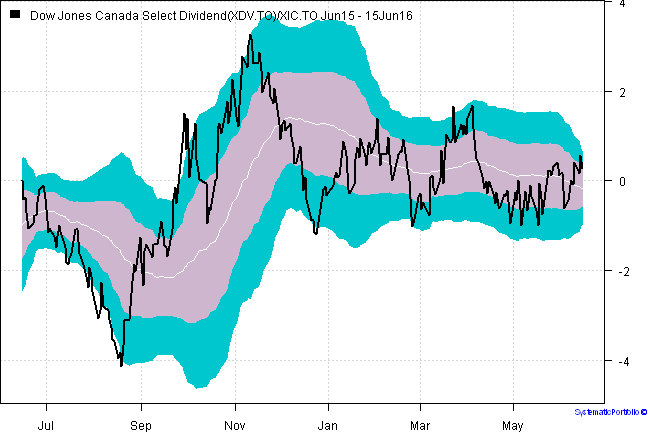 Dow Jones Canada Select Dividend(XDV.TO)/XIC.TO Jun15 - 15Jun16
4
2
0
-2
-4
Jul Sep Nov Jan Mar May
SystematicPortfolio ©